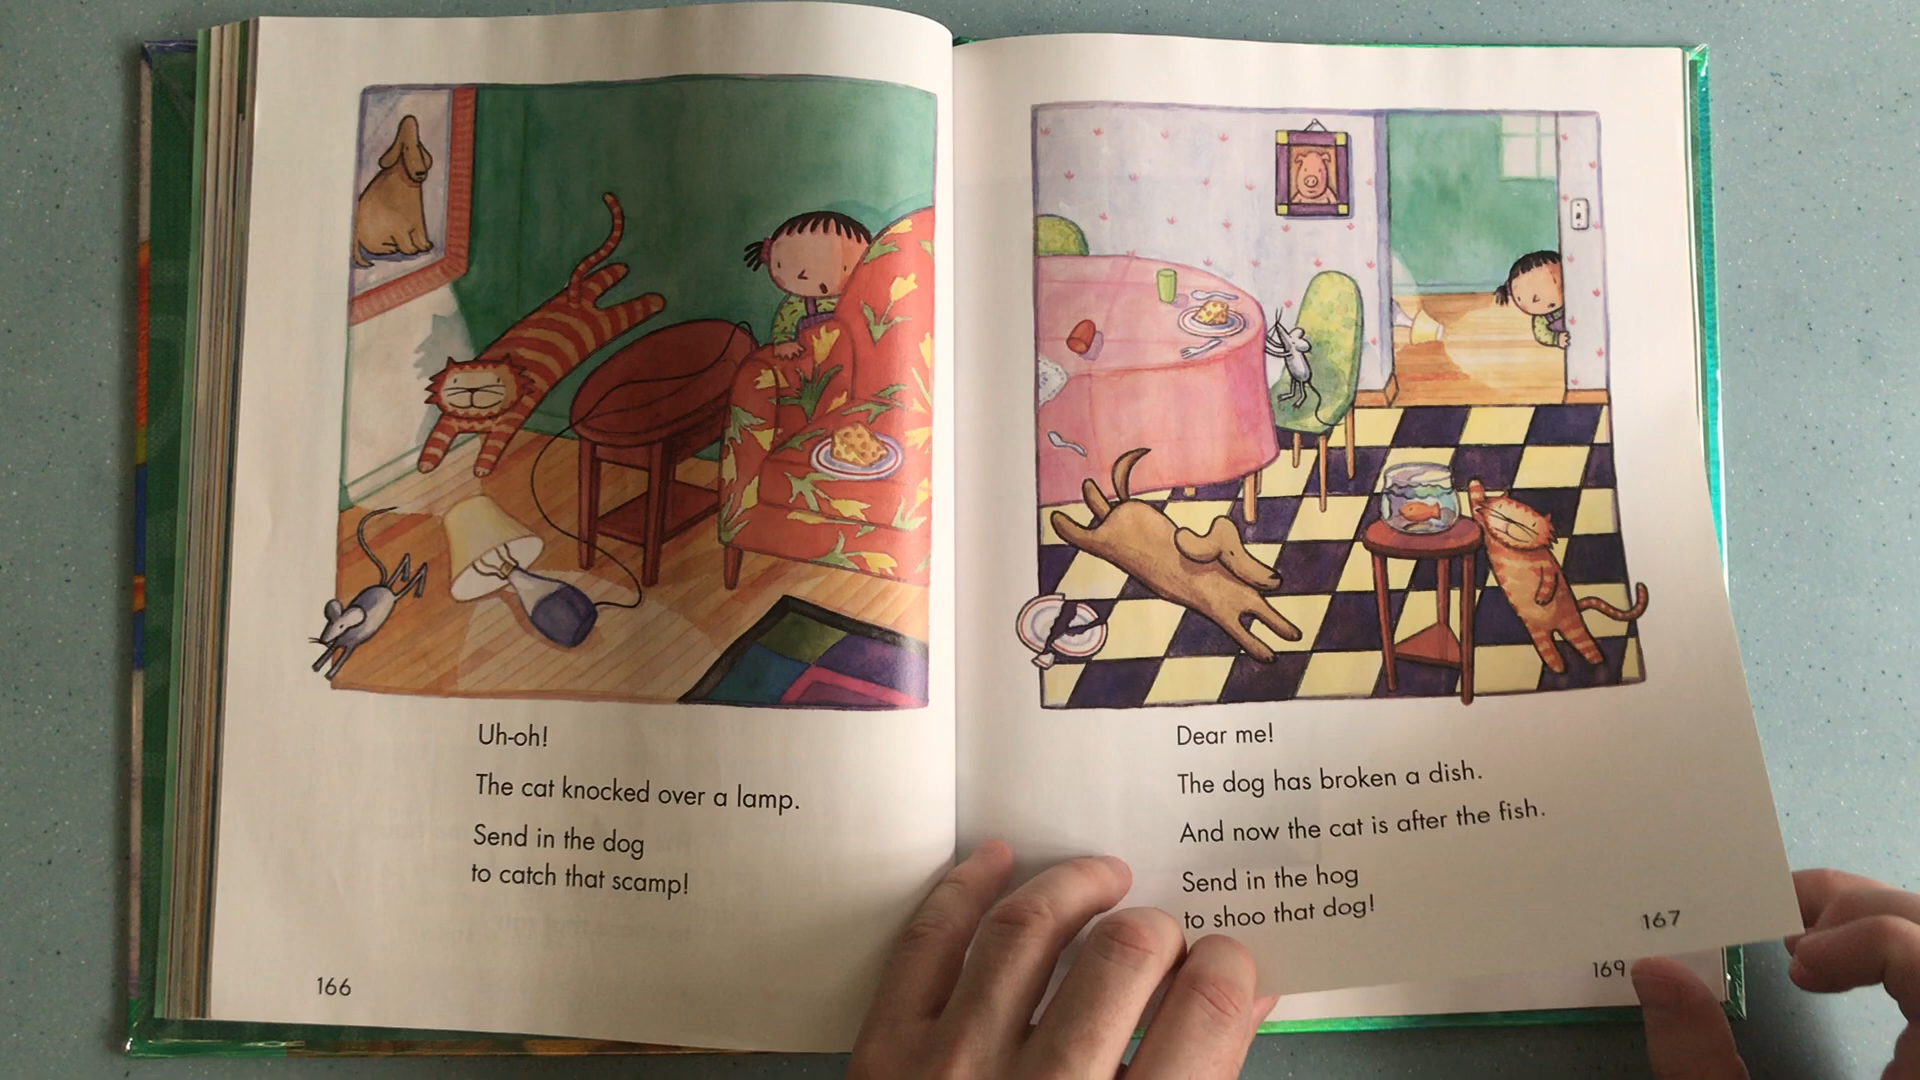 Uh-oh!
The cat knocked over a lamp.
Send in the dog
to catch that scamp!
166
Dear me!
The dog has broken a dish.
And now the cat is after the fish.
Send in the hog
to shoo that dog!
167
169